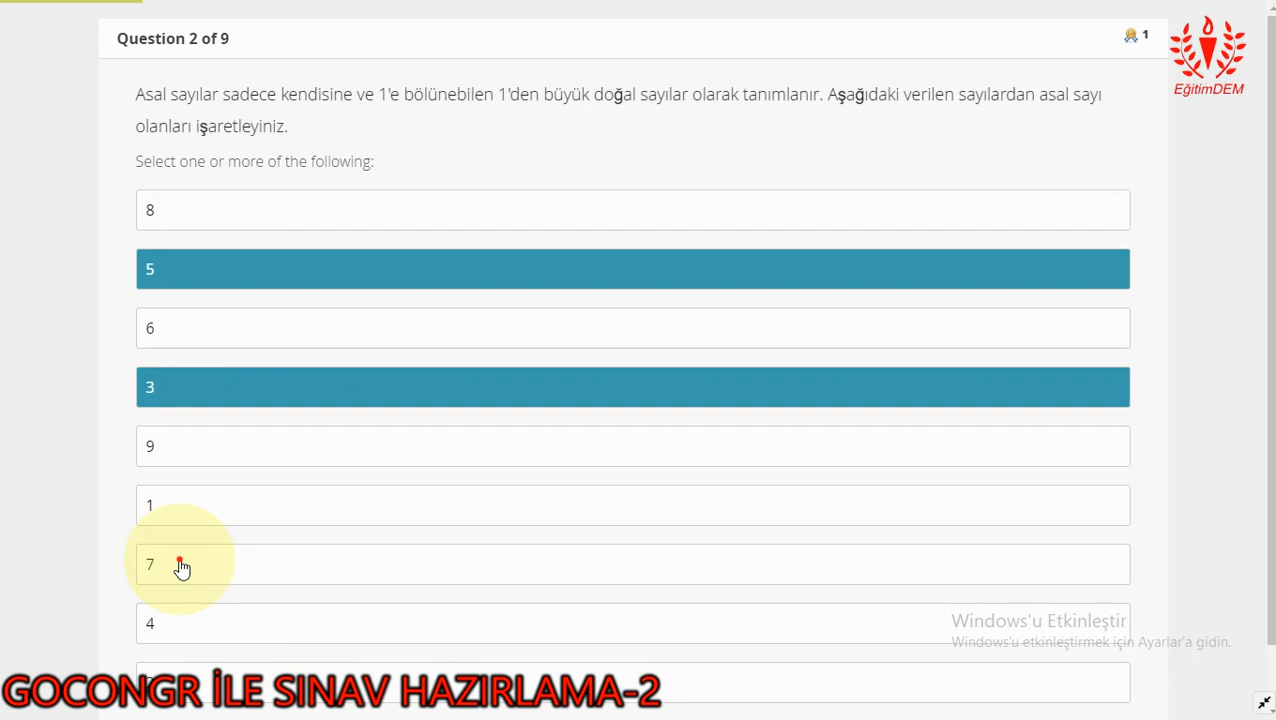 Question 2 of 9
1
EğitimDEM
Asal sayılar sadece kendisine ve 1'e bölünebilen 1'den büyük doğal sayılar olarak tanımlanır. Aşağıdaki verilen sayılardan asal sayı
olanları işaretleyiniz.
Select one or more of the following:
8
5
6
3
9
1
7
4
Windows'u Etkinleştir
Windows'u etkinleştirmek için Ayarlar'a gidin.
GOCONGR İLE SINAV HAZIRLAMA-2